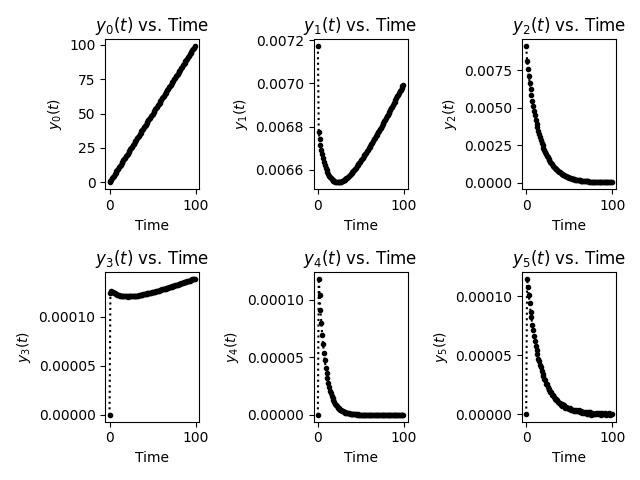 y₀(t) vs. Time
y₁(t) vs. Time
y₂(t) vs. Time
y₀(t)
100
75
50
25
0
0
100
Time
y₁(t)
0.0072
0.0070
0.0068
0.0066
0
100
Time
y₂(t)
0.0075
0.0050
0.0025
0.0000
0
100
Time
y₃(t) vs. Time
y₄(t) vs. Time
y₅(t) vs. Time
y₃(t)
0.00010
0.00005
0.00000
0
100
Time
y₄(t)
0.00010
0.00005
0.00000
0
100
Time
y₅(t)
0.00010
0.00005
0.00000
0
100
Time